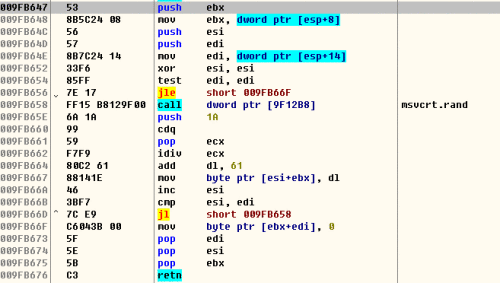 009FB647 53 push ebx
009FB648 8B5C24 08 mov ebx, dword ptr [esp+8]
009FB64C 56 push esi
009FB64D 57 push edi
009FB64E 8B7C24 14 mov edi, dword ptr [esp+14]
009FB652 33F6 xor esi, esi
009FB654 85FF test edi, edi
009FB656 7E 17 jle short 009FB66F
009FB658 FF15 B8129F00 call dword ptr [9F12B8] msvcrt.rand
009FB65E 6A 1A push 1A
009FB660 99 cdq
009FB661 59 pop ecx
009FB662 F7F9 idiv ecx
009FB664 80C2 61 add dl, 61
009FB667 88141E mov byte ptr [esi+ebx], dl
009FB66A 46 inc esi
009FB66B 3BF7 cmp esi, edi
009FB66D 7C E9 jl short 009FB658
009FB66F C6043B 00 mov byte ptr [ebx+edi], 0
009FB673 5F pop edi
009FB674 5E pop esi
009FB675 5B pop ebx
009FB676 C3 retn